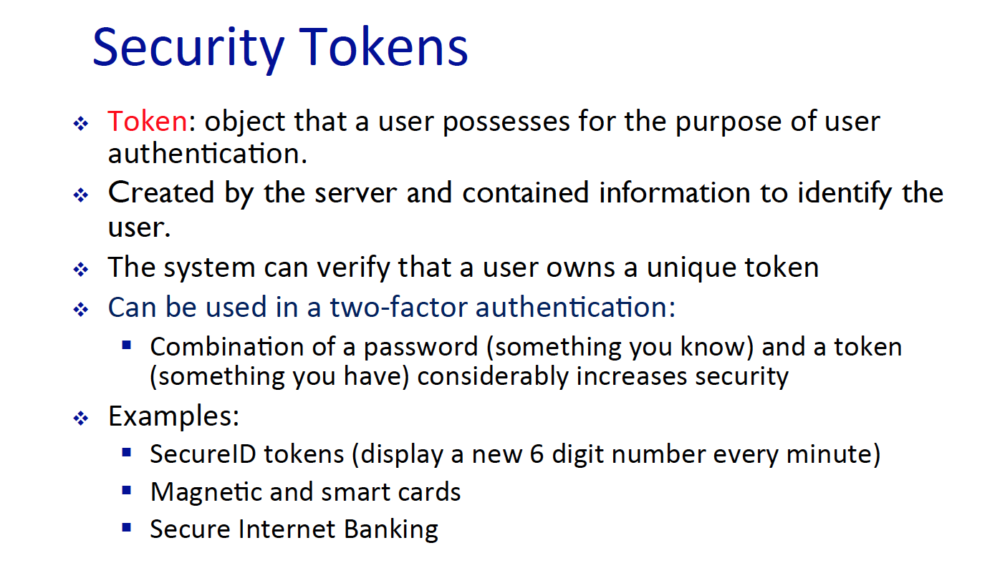 Security Tokens
❖ Token: object that a user possesses for the purpose of user
authentication.
❖ Created by the server and contained information to identify the
user.
❖ The system can verify that a user owns a unique token
❖ Can be used in a two-factor authentication:
▪ Combination of a password (something you know) and a token
(something you have) considerably increases security
❖ Examples:
▪ SecureID tokens (display a new 6 digit number every minute)
▪ Magnetic and smart cards
▪ Secure Internet Banking